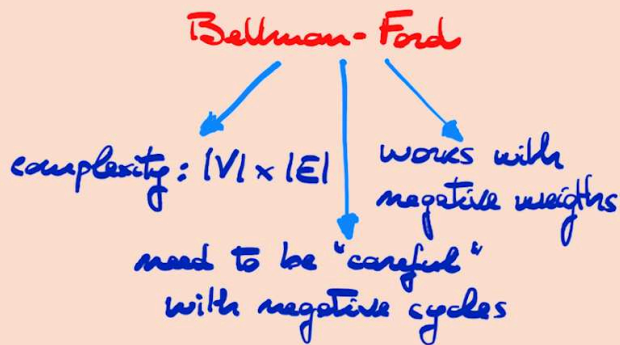 Bellman-Ford
complexity: |V| × |E|
works with
negative weigths
need to be "careful"
with negative cycles